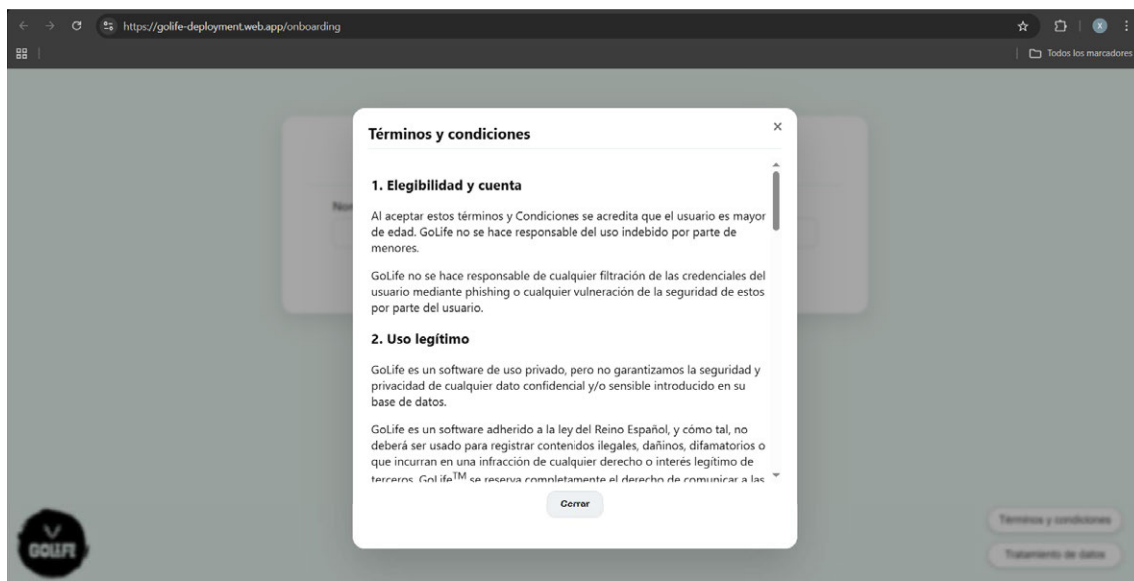 https://golife-deployment.web.app/onboarding
Todos los marcadores
Términos y condiciones
1. Elegibilidad y cuenta
Al aceptar estos términos y Condiciones se acredita que el usuario es mayor
de edad. GoLife no se hace responsable del uso indebido por parte de
menores.
GoLife no se hace responsable de cualquier filtración de las credenciales del
usuario mediante phishing o cualquier vulneración de la seguridad de estos
por parte del usuario.
2. Uso legítimo
GoLife es un software de uso privado, pero no garantizamos la seguridad y
privacidad de cualquier dato confidencial y/o sensible introducido en su
base de datos.
GoLife es un software adherido a la ley del Reino Español, y cómo tal, no
deberá ser usado para registrar contenidos ilegales, dañinos, difamatorios o
que incurran en una infracción de cualquier derecho o interés legítimo de
terceros. GoLife™ se reserva completamente el derecho de comunicar a las
Cerrar
GOLIFE
Términos y condiciones
Tratamiento de datos